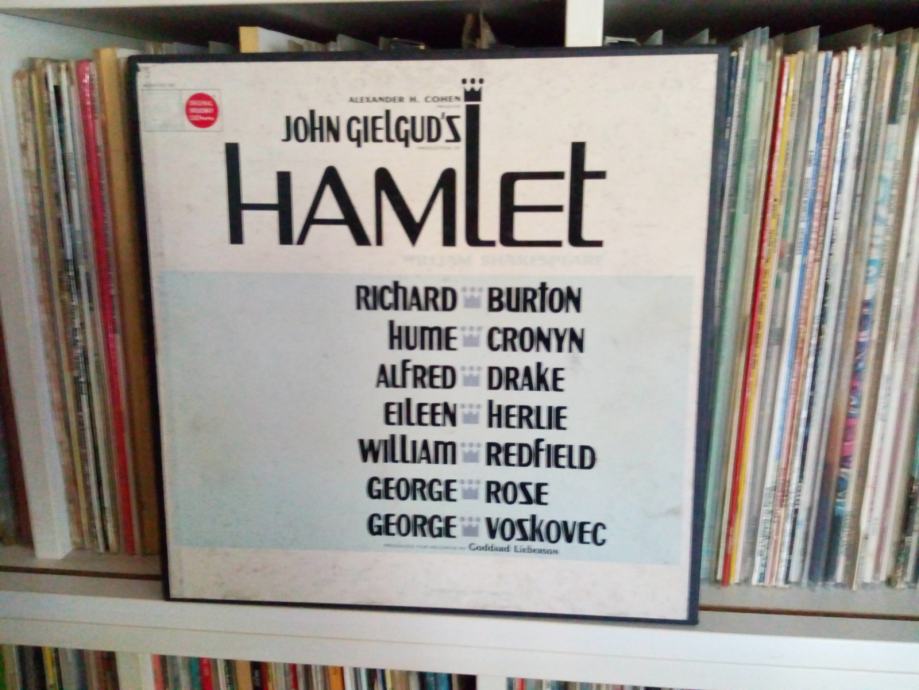 ORIGINAL
BROADWAY
ALEXANDER H. COHEN
JOHN GIELGUD'S
HAMLET
WILLIAM SHAKESPEARE
RICHARD BURTON
HUME CRONYN
ALFRED DRAKE
EILEEN HERLIE
WILLIAM REDFIELD
GEORGE ROSE
GEORGE VOSKOVEC
Goddard Lieberson